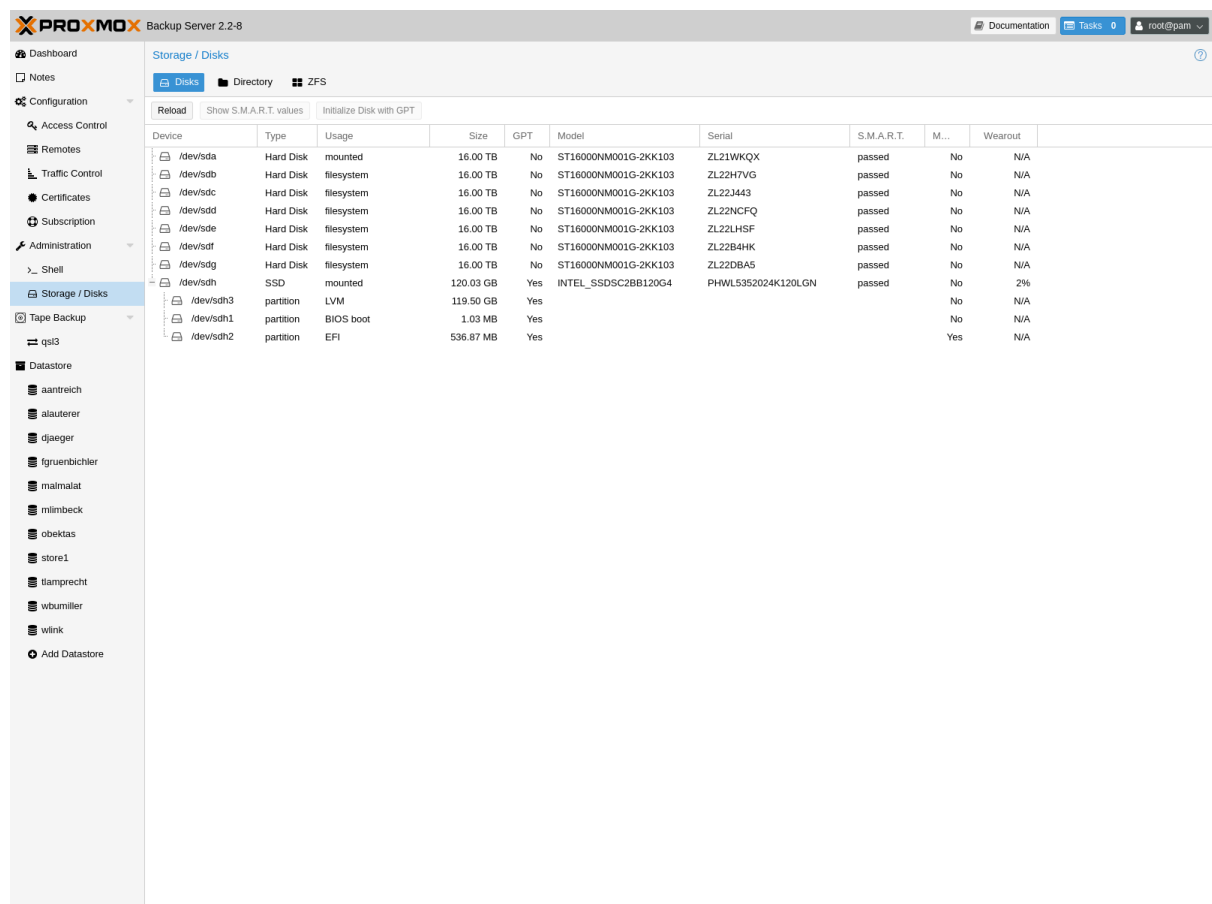 PROXMOX Backup Server 2.2-8 Documentation Tasks 0 root@pam
Dashboard
Notes
Configuration
Access Control
Remotes
Traffic Control
Certificates
Subscription
Administration
Shell
Storage / Disks
Tape Backup
qsl3
Datastore
aantreich
alauterer
djaeger
fgruenbichler
malmalat
mlimbeck
obektas
store1
tlamprecht
wbumiller
wlink
Add Datastore
Storage / Disks
Disks Directory ZFS
Reload Show S.M.A.R.T. values Initialize Disk with GPT
Device Type Usage Size GPT Model Serial S.M.A.R.T. M... Wearout
/dev/sda Hard Disk mounted 16.00 TB No ST16000NM001G-2KK103 ZL21WKQX passed No N/A
/dev/sdb Hard Disk filesystem 16.00 TB No ST16000NM001G-2KK103 ZL22H7VG passed No N/A
/dev/sdc Hard Disk filesystem 16.00 TB No ST16000NM001G-2KK103 ZL22J443 passed No N/A
/dev/sdd Hard Disk filesystem 16.00 TB No ST16000NM001G-2KK103 ZL22NCFQ passed No N/A
/dev/sde Hard Disk filesystem 16.00 TB No ST16000NM001G-2KK103 ZL22LHSF passed No N/A
/dev/sdf Hard Disk filesystem 16.00 TB No ST16000NM001G-2KK103 ZL22B4HK passed No N/A
/dev/sdg Hard Disk filesystem 16.00 TB No ST16000NM001G-2KK103 ZL22DBA5 passed No N/A
/dev/sdh SSD mounted 120.03 GB Yes INTEL_SSDSC2BB120G4 PHWL5352024K120LGN passed No 2%
/dev/sdh3 partition LVM 119.50 GB Yes No N/A
/dev/sdh1 partition BIOS boot 1.03 MB Yes No N/A
/dev/sdh2 partition EFI 536.87 MB Yes Yes N/A